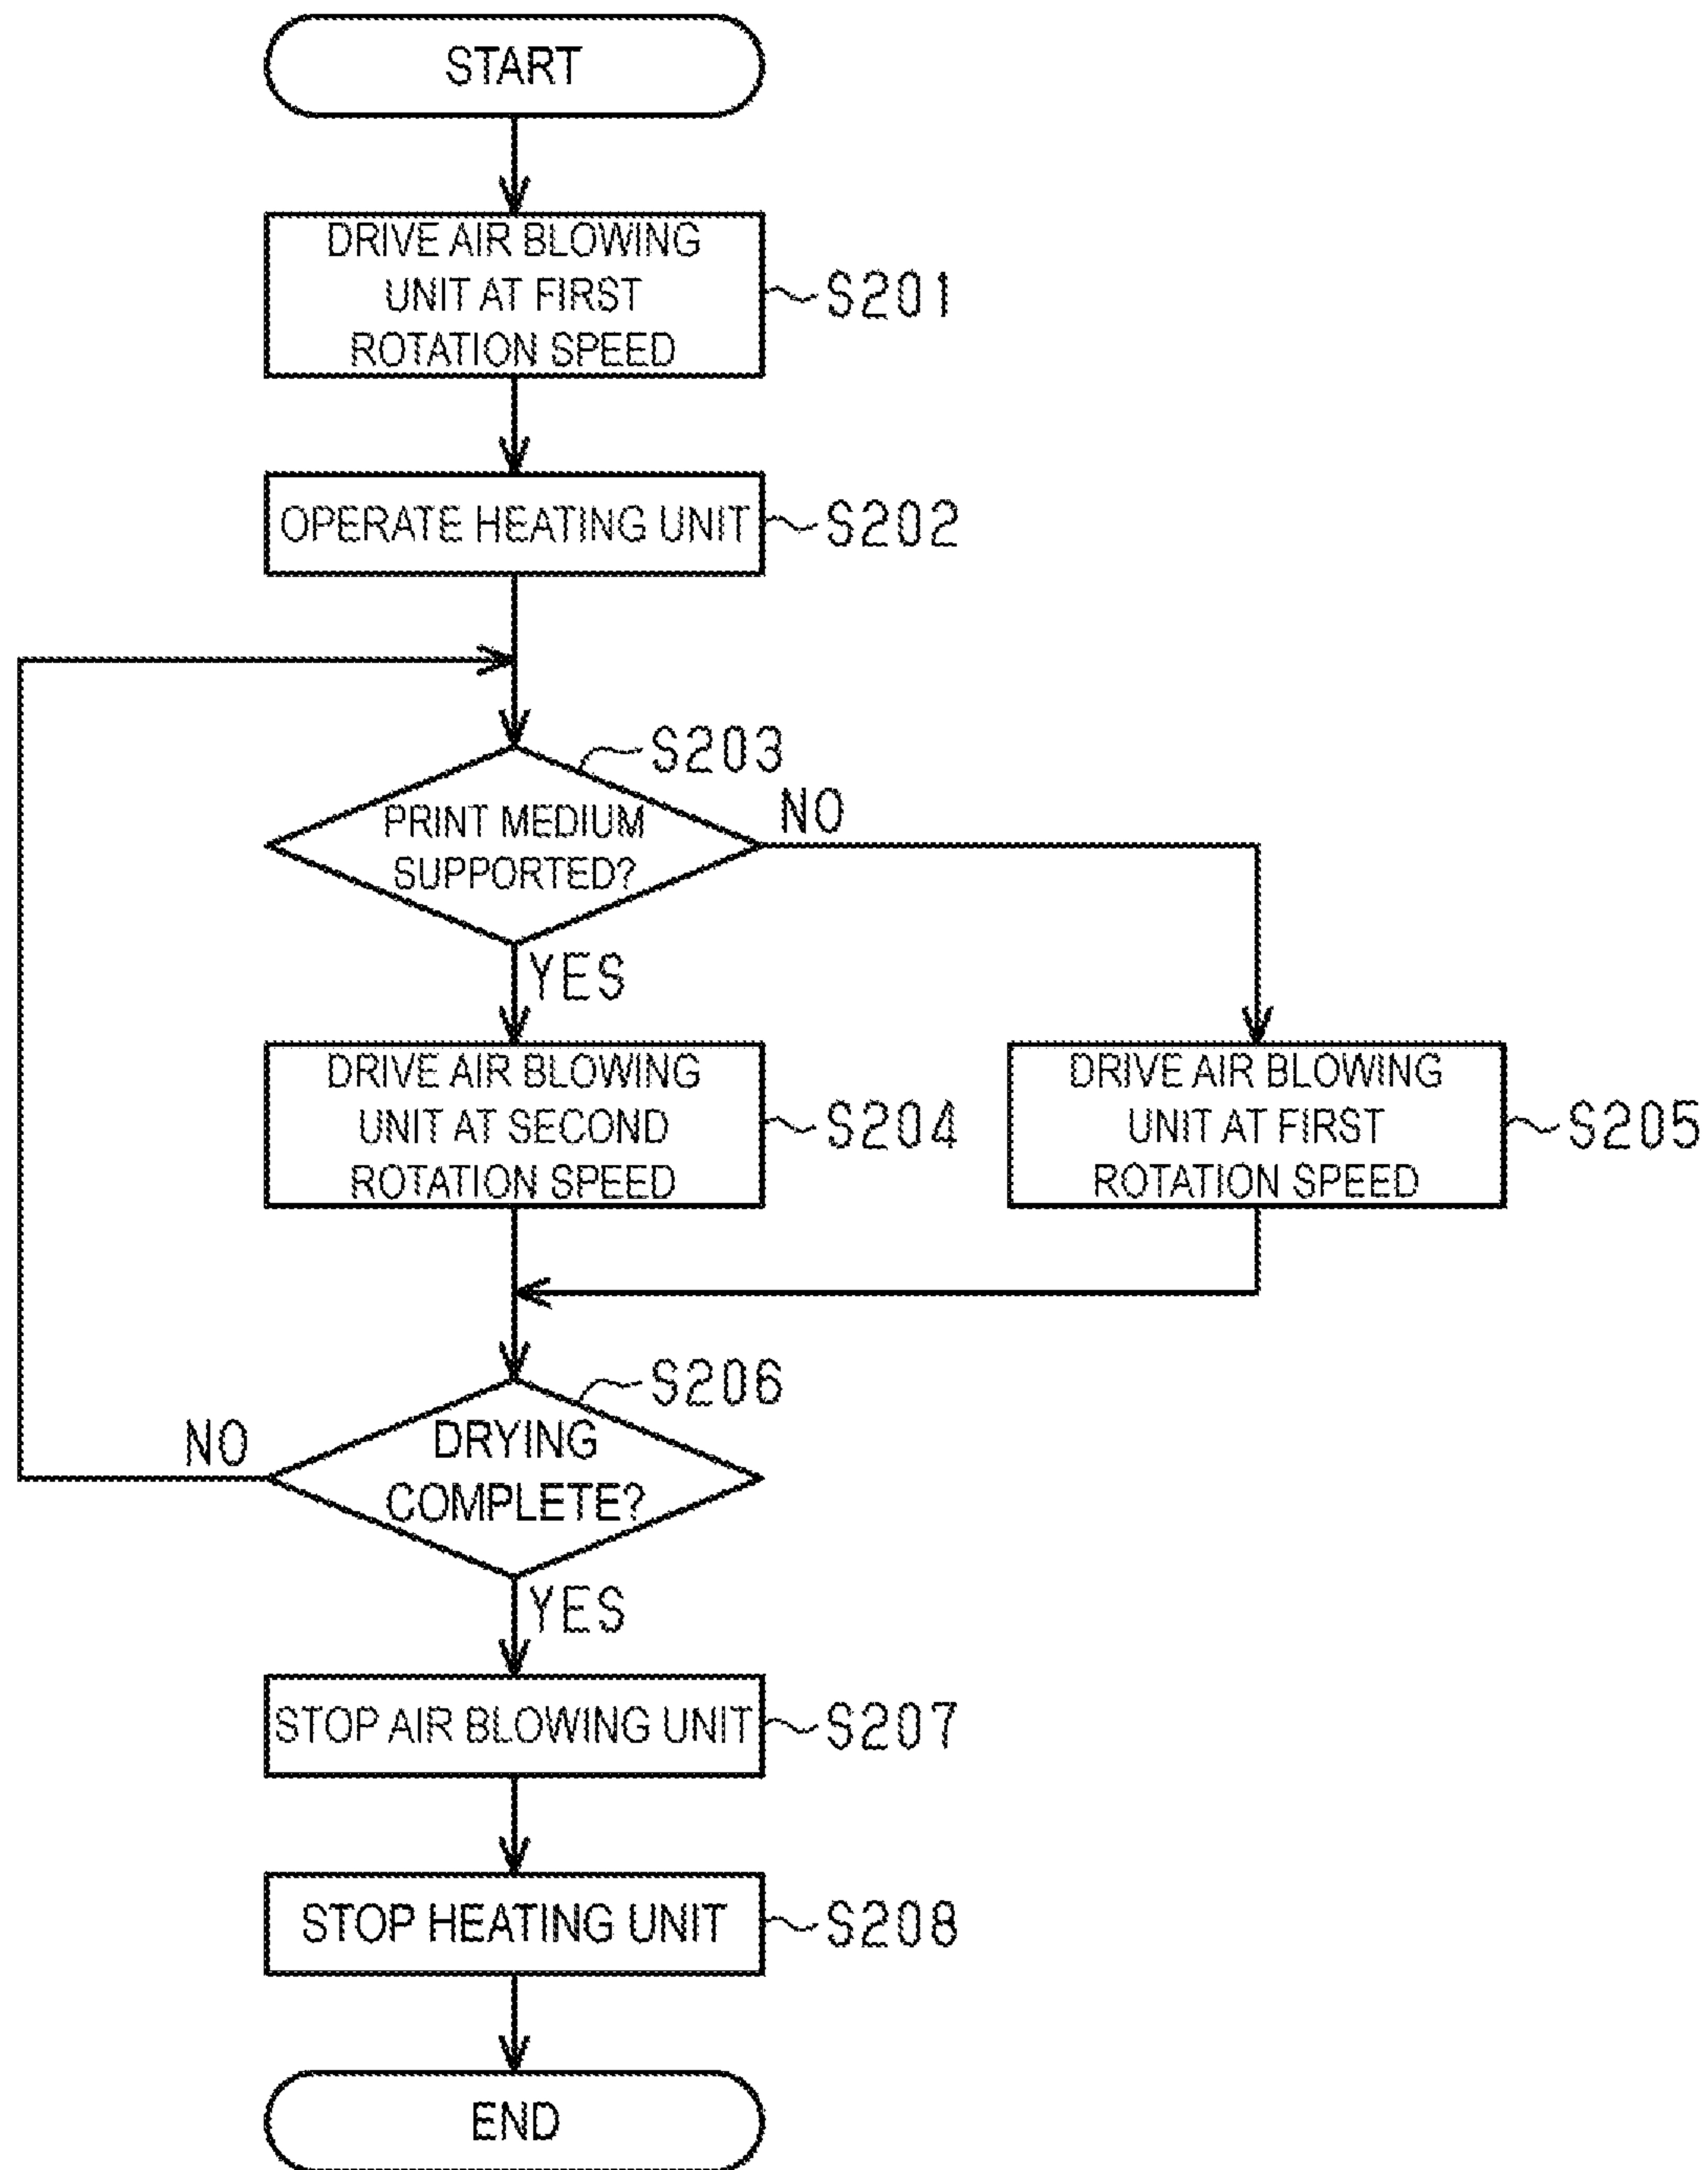 START
DRIVE AIR BLOWING
UNIT AT FIRST
ROTATION SPEED
S201
OPERATE HEATING UNIT
S202
S203
PRINT MEDIUM
SUPPORTED?
NO
YES
DRIVE AIR BLOWING
UNIT AT SECOND
ROTATION SPEED
S204
DRIVE AIR BLOWING
UNIT AT FIRST
ROTATION SPEED
S205
S206
DRYING
COMPLETE?
NO
YES
STOP AIR BLOWING UNIT
S207
STOP HEATING UNIT
S208
END